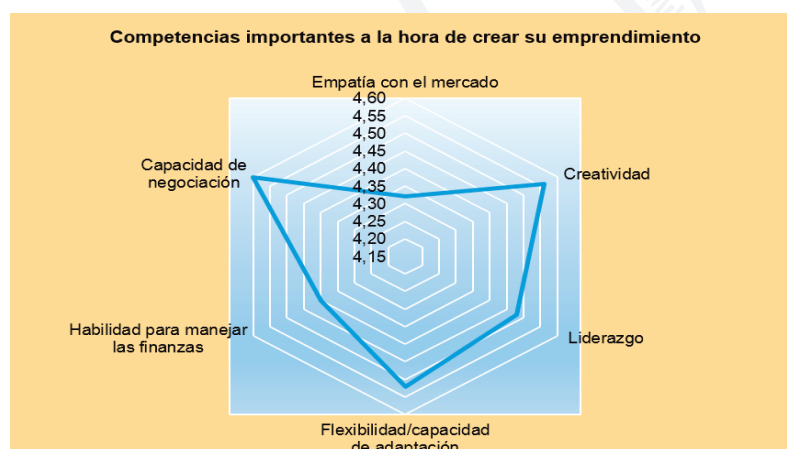 Competencias importantes a la hora de crear su emprendimiento
Empatía con el mercado
4,60
4,55
4,50
4,45
4,40
4,35
4,30
4,25
4,20
4,15
Creatividad
Liderazgo
Flexibilidad/capacidad
de adaptación
Habilidad para manejar
las finanzas
Capacidad de
negociación